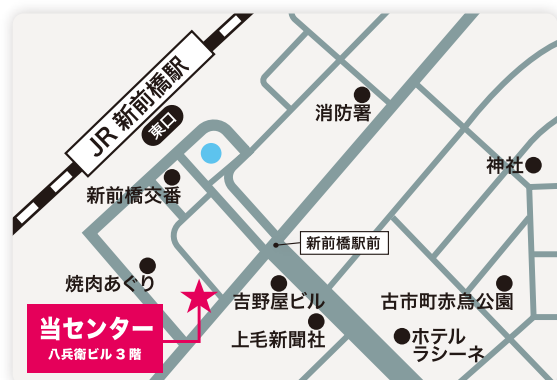 JR 新前橋駅
東口
消防署
神社
新前橋交番
新前橋駅前
焼肉あぐり
吉野屋ビル
古市町赤鳥公園
上毛新聞社
ホテル
ラシーネ
当センター
八兵衛ビル3階